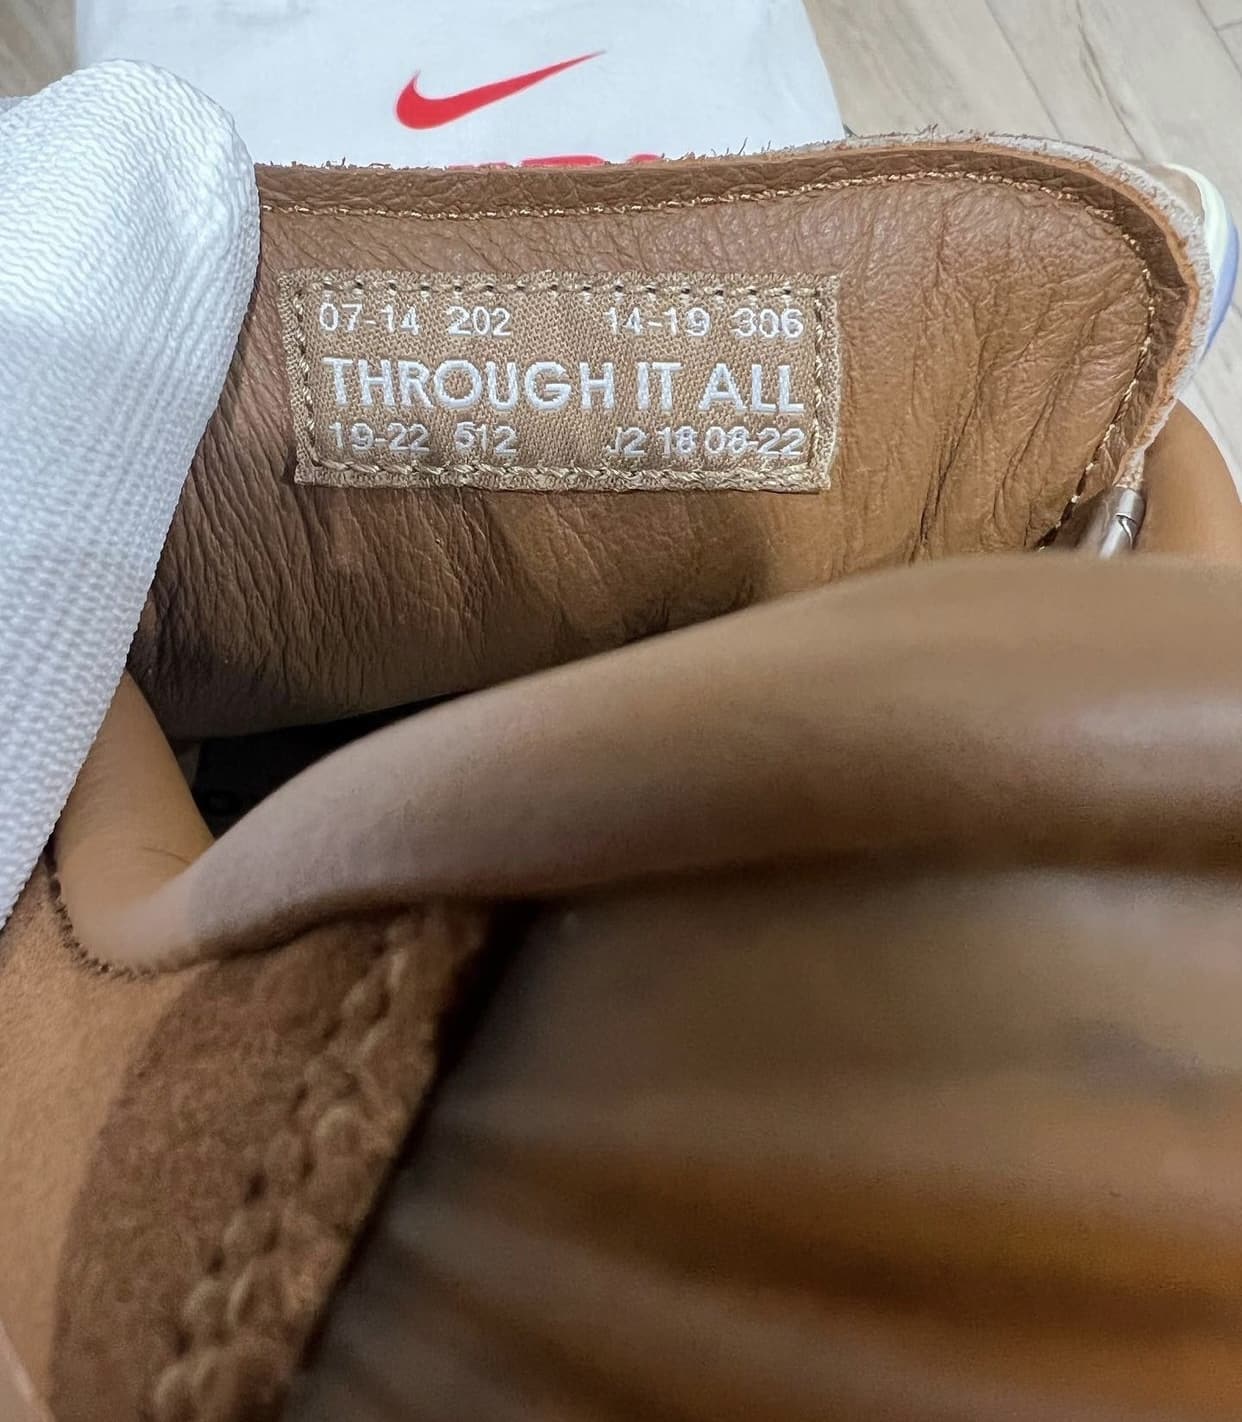 07-14 202 14-19 306
THROUGH IT ALL
19-22 512 J2 18 08-22